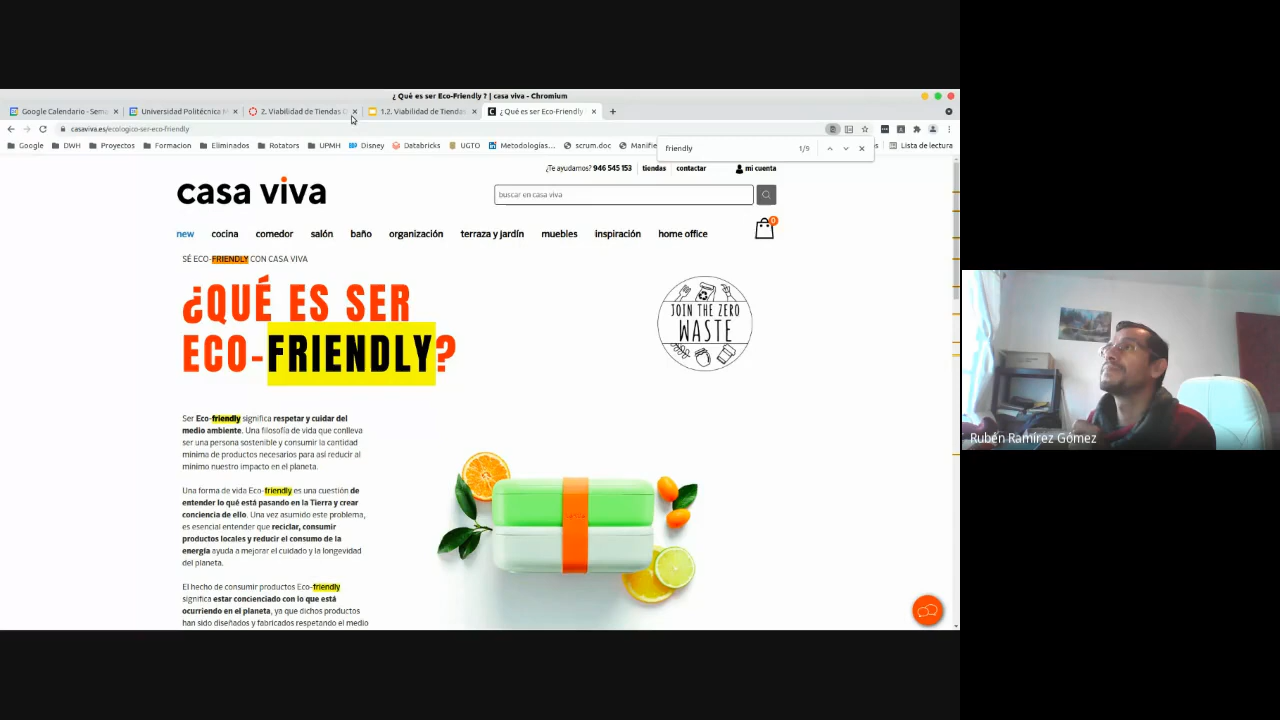 ¿ Qué es ser Eco-Friendly ? | casa viva - Chromium
Google Calendario - Sema
Universidad Politécnica M
2. Viabilidad de Tiendas O
1.2. Viabilidad de Tiendas
¿ Qué es ser Eco-Friendly
casaviva.es/ecologico-ser-eco-friendly
Google DWH Proyectos Formacion Eliminados Rotators UPMH Disney Databricks UGTO Metodologías... scrum.doc Manifie
Lista de lectura
friendly 1/9
¿Te ayudamos? 946 545 153 tiendas contactar mi cuenta
casa viva
buscar en casa viva
0
new cocina comedor salón baño organización terraza y jardín muebles inspiración home office
SÉ ECO-FRIENDLY CON CASA VIVA
¿QUÉ ES SER
ECO-FRIENDLY?
JOIN THE ZERO
WASTE
Ser Eco-friendly significa respetar y cuidar del
medio ambiente. Una filosofía de vida que conlleva
ser una persona sostenible y consumir la cantidad
mínima de productos necesarios para así reducir al
mínimo nuestro impacto en el planeta.
Una forma de vida Eco-friendly es una cuestión de
entender lo qué está pasando en la Tierra y crear
conciencia de ello. Una vez asumido este problema,
es esencial entender que reciclar, consumir
productos locales y reducir el consumo de la
energía ayuda a mejorar el cuidado y la longevidad
del planeta.
El hecho de consumir productos Eco-friendly
significa estar concienciado con lo que está
ocurriendo en el planeta, ya que dichos productos
han sido diseñados y fabricados respetando el medio
Rubén Ramírez Gómez